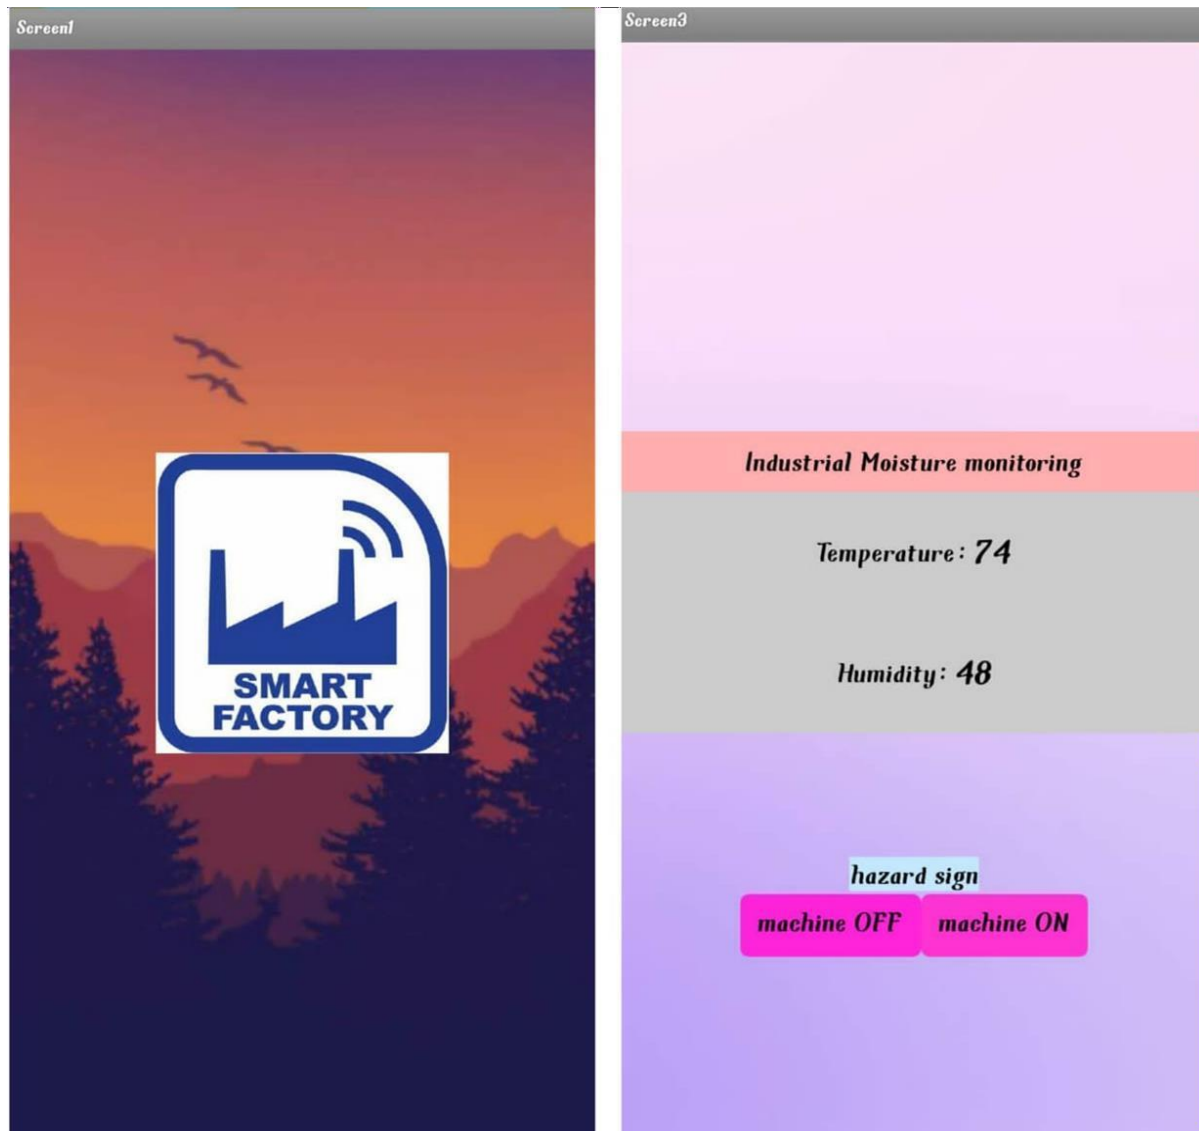 Screen1
SMART
FACTORY
Screen3
Industrial Moisture monitoring
Temperature: 74
Humidity: 48
hazard sign
machine OFF machine ON